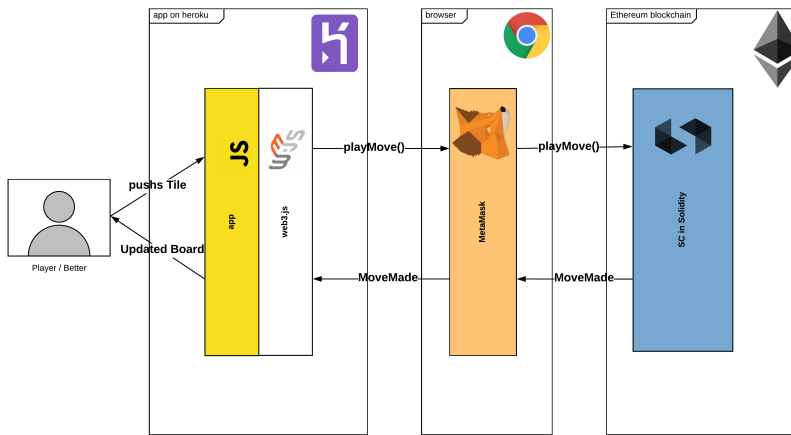 app on heroku
browser
Ethereum blockchain
JS
playMove()
playMove()
pushs Tile
app
web3.js
MetaMask
SC in Solidity
Updated Board
Player / Better
MoveMade
MoveMade